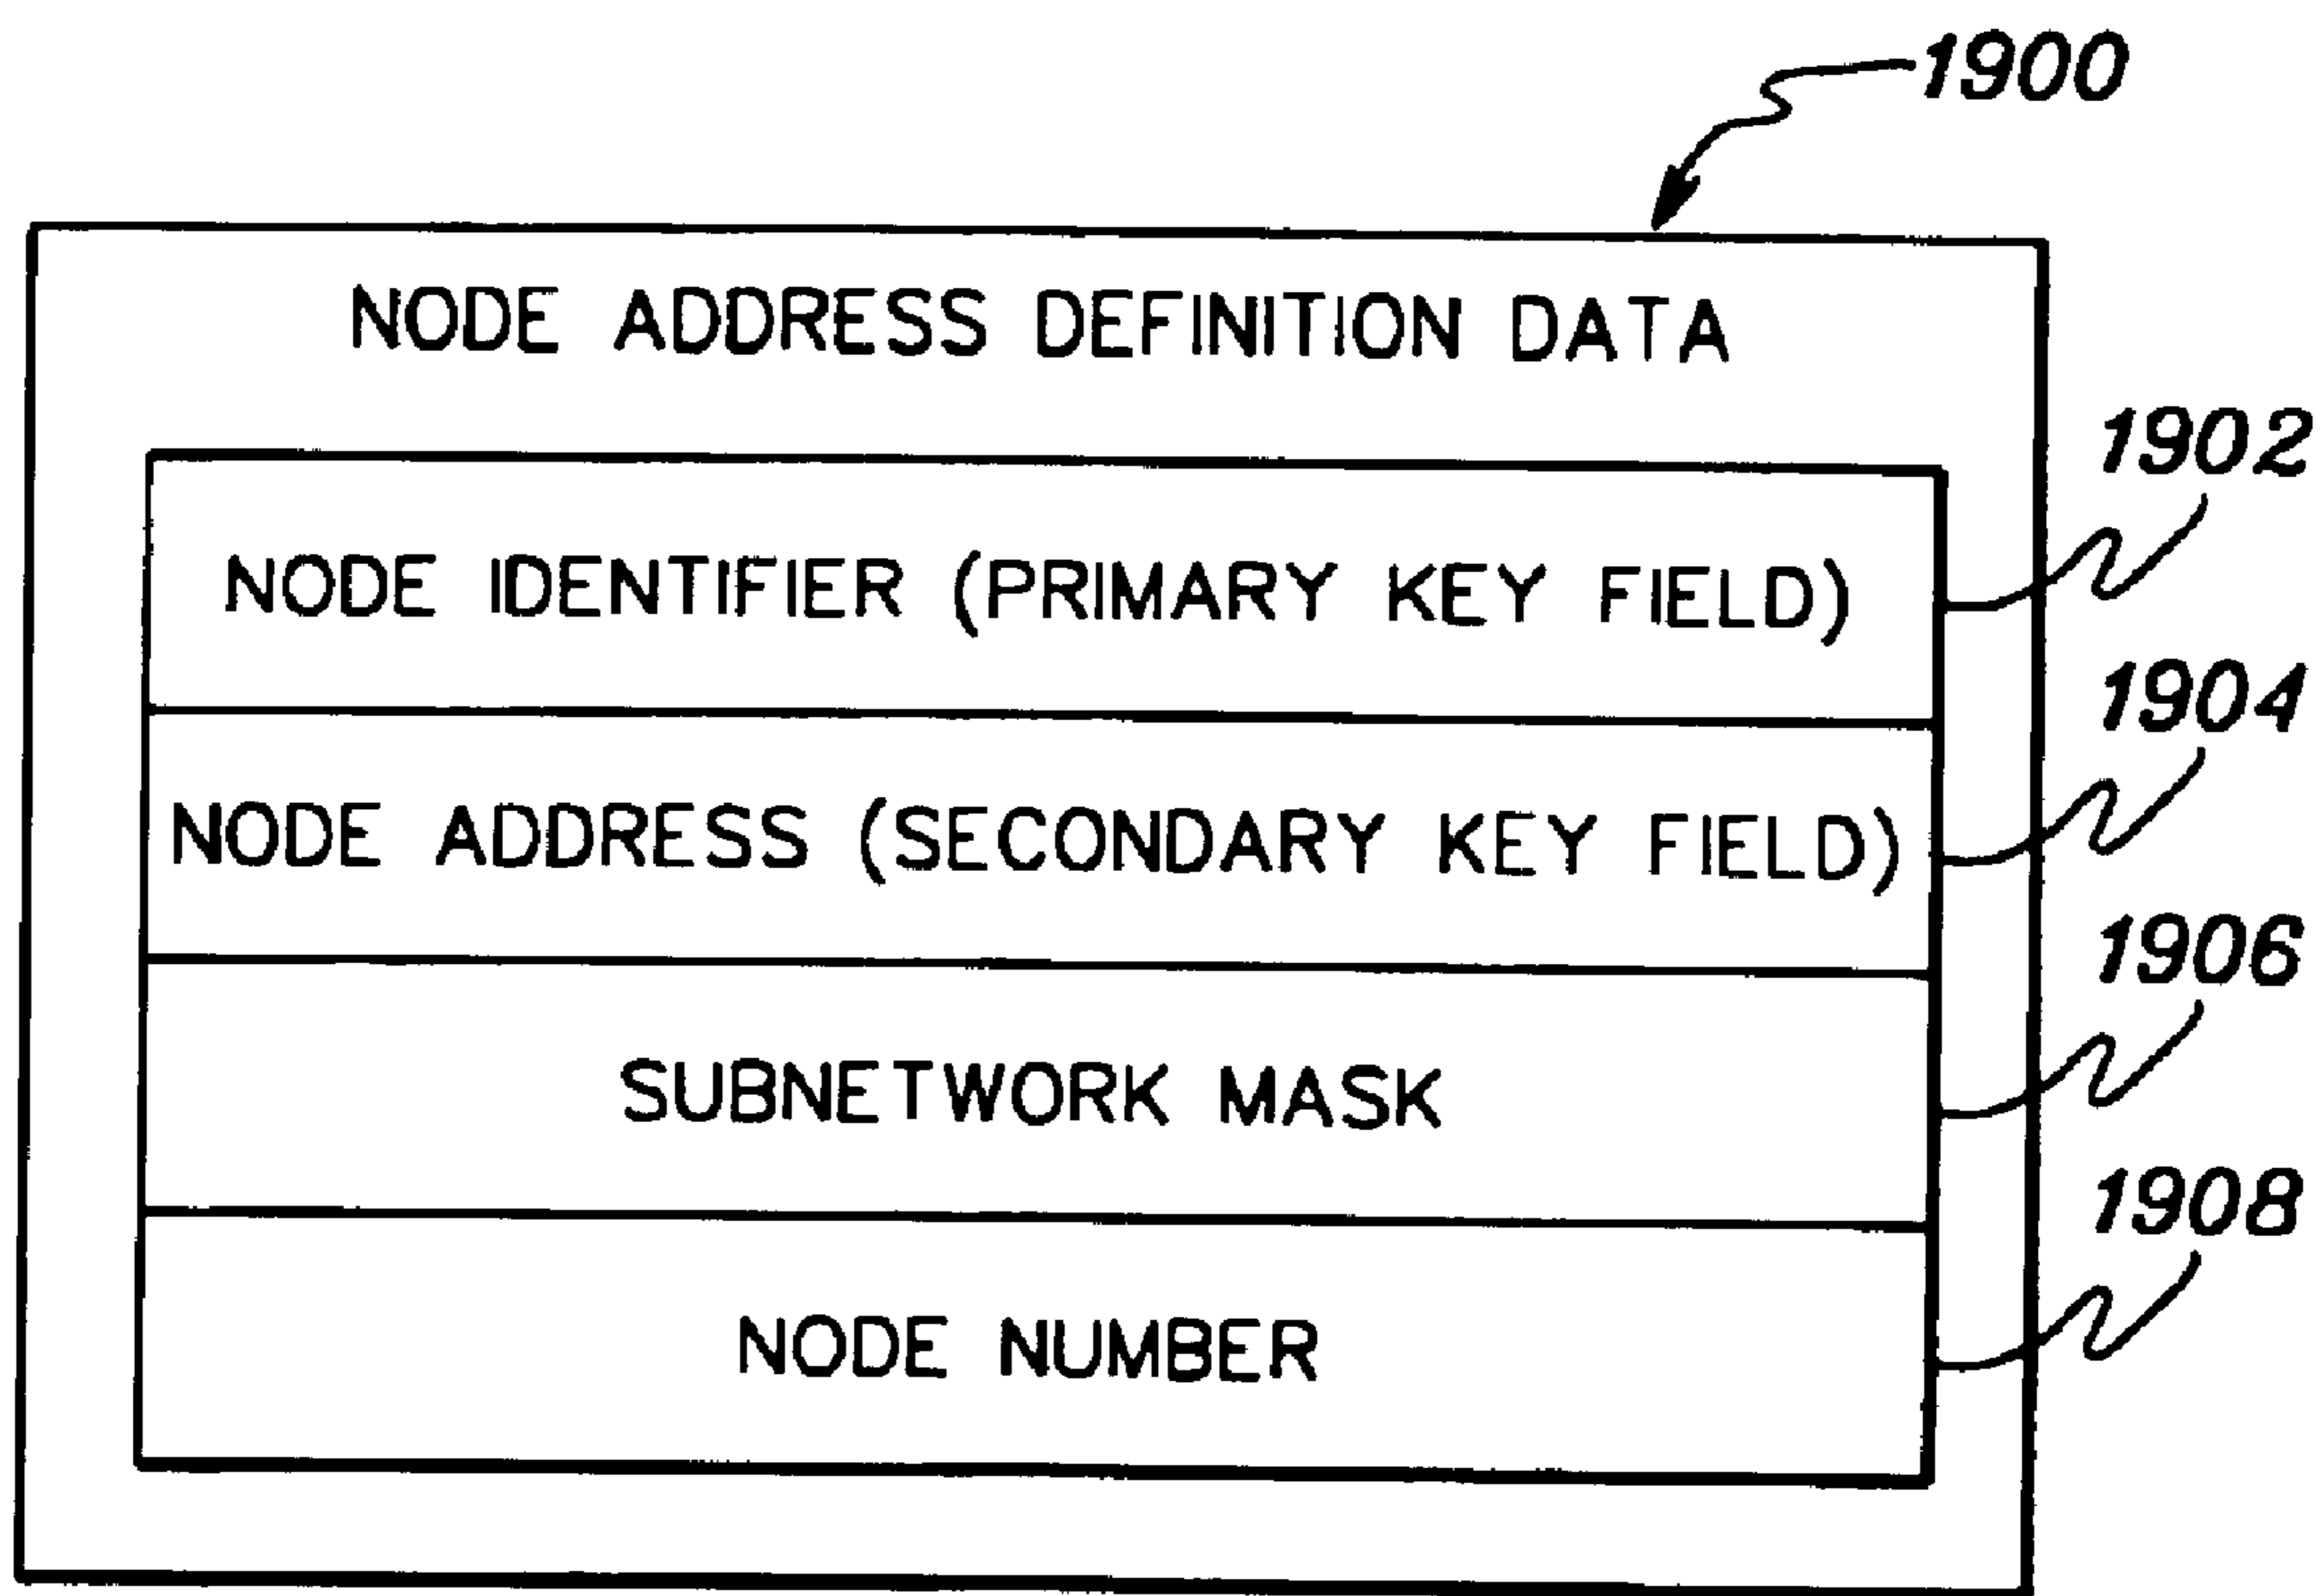 1900
NODE ADDRESS DEFINITION DATA
1902
NODE IDENTIFIER (PRIMARY KEY FIELD)
1904
NODE ADDRESS (SECONDARY KEY FIELD)
1906
SUBNETWORK MASK
1908
NODE NUMBER